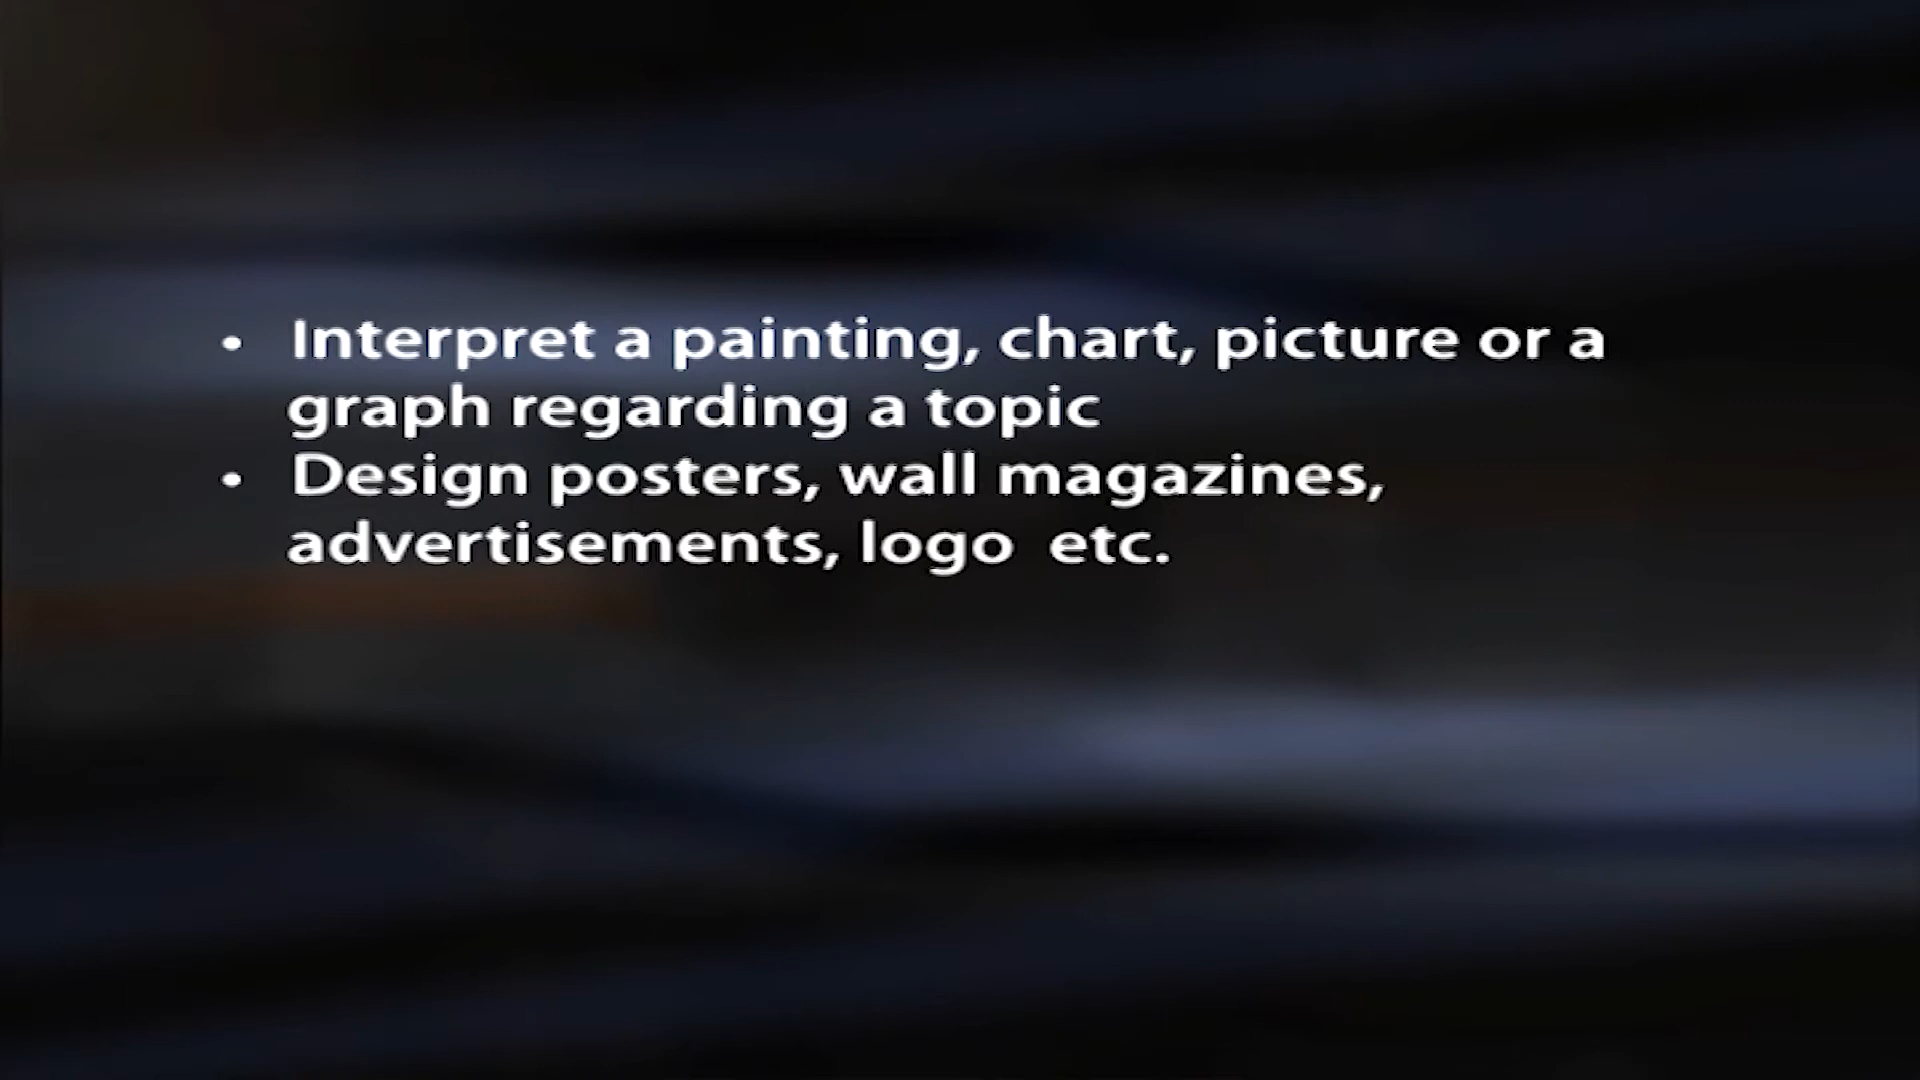 • Interpret a painting, chart, picture or a
graph regarding a topic
• Design posters, wall magazines,
advertisements, logo  etc.